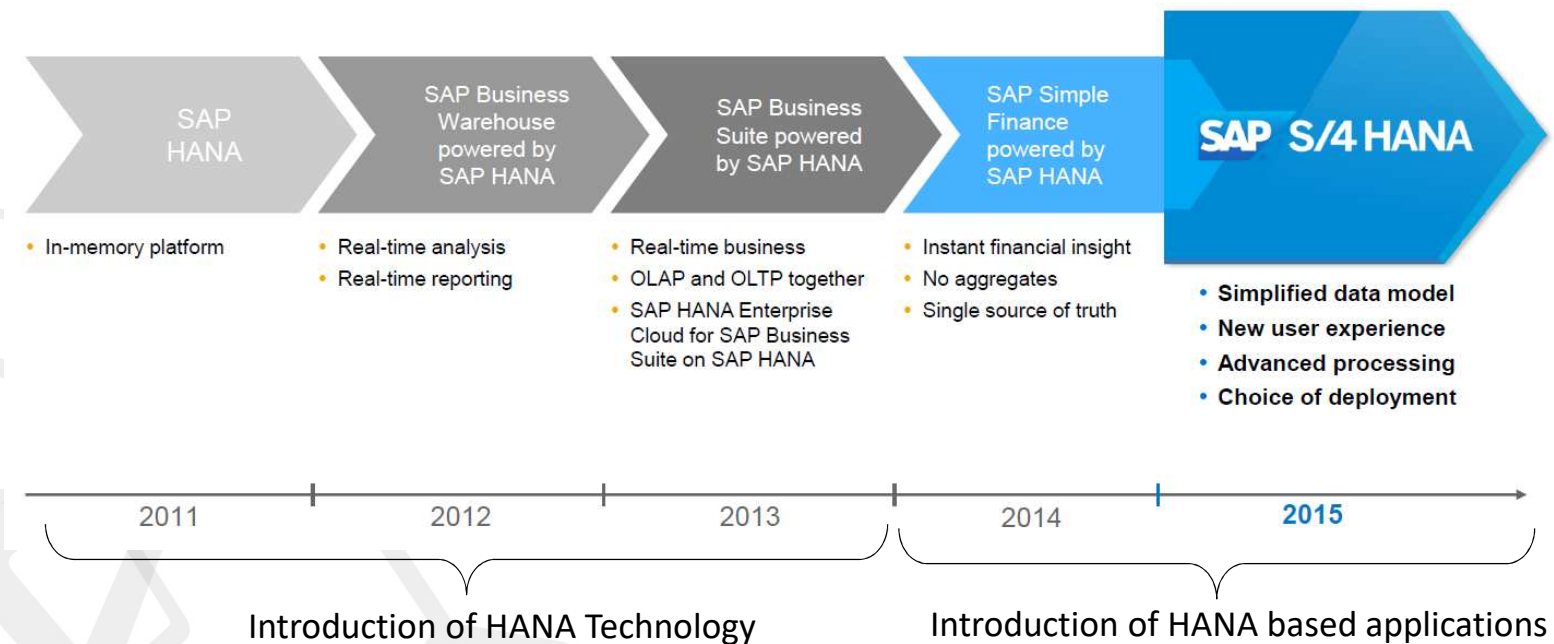 SAP
HANA
SAP Business
Warehouse
powered by
SAP HANA
SAP Business
Suite powered
by SAP HANA
SAP Simple
Finance
powered by
SAP HANA
SAP S/4 HANA
• In-memory platform
• Real-time analysis
• Real-time reporting
• Real-time business
• OLAP and OLTP together
• SAP HANA Enterprise
Cloud for SAP Business
Suite on SAP HANA
• Instant financial insight
• No aggregates
• Single source of truth
• Simplified data model
• New user experience
• Advanced processing
• Choice of deployment
2011
2012
2013
2014
2015
Introduction of HANA Technology
Introduction of HANA based applications